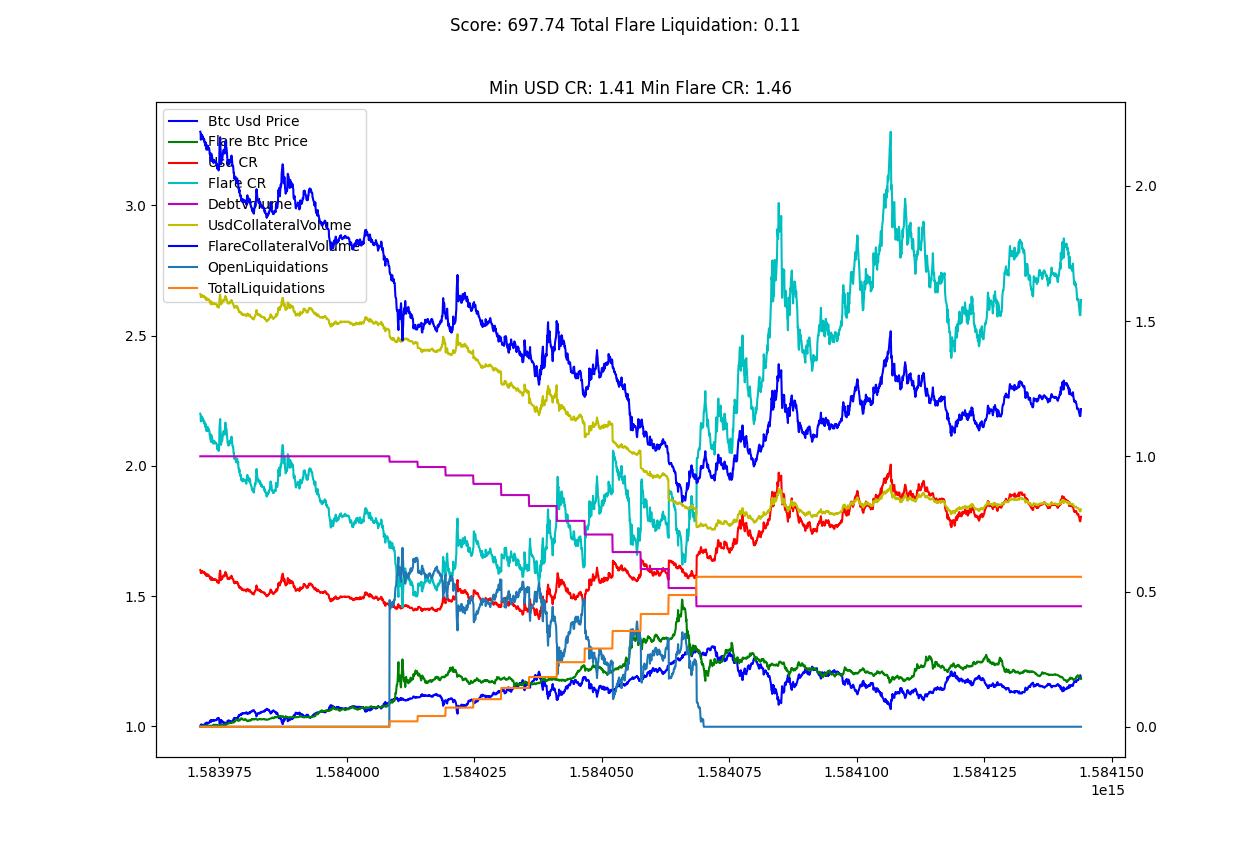 Score: 697.74 Total Flare Liquidation: 0.11
Min USD CR: 1.41 Min Flare CR: 1.46
Btc Usd Price
Flare Btc Price
Usd CR
Flare CR
DebtVolume
UsdCollateralVolume
FlareCollateralVolume
OpenLiquidations
TotalLiquidations
3.0
2.5
2.0
1.5
1.0
2.0
1.5
1.0
0.5
0.0
1.583975 1.584000 1.584025 1.584050 1.584075 1.584100 1.584125 1.584150
1e15